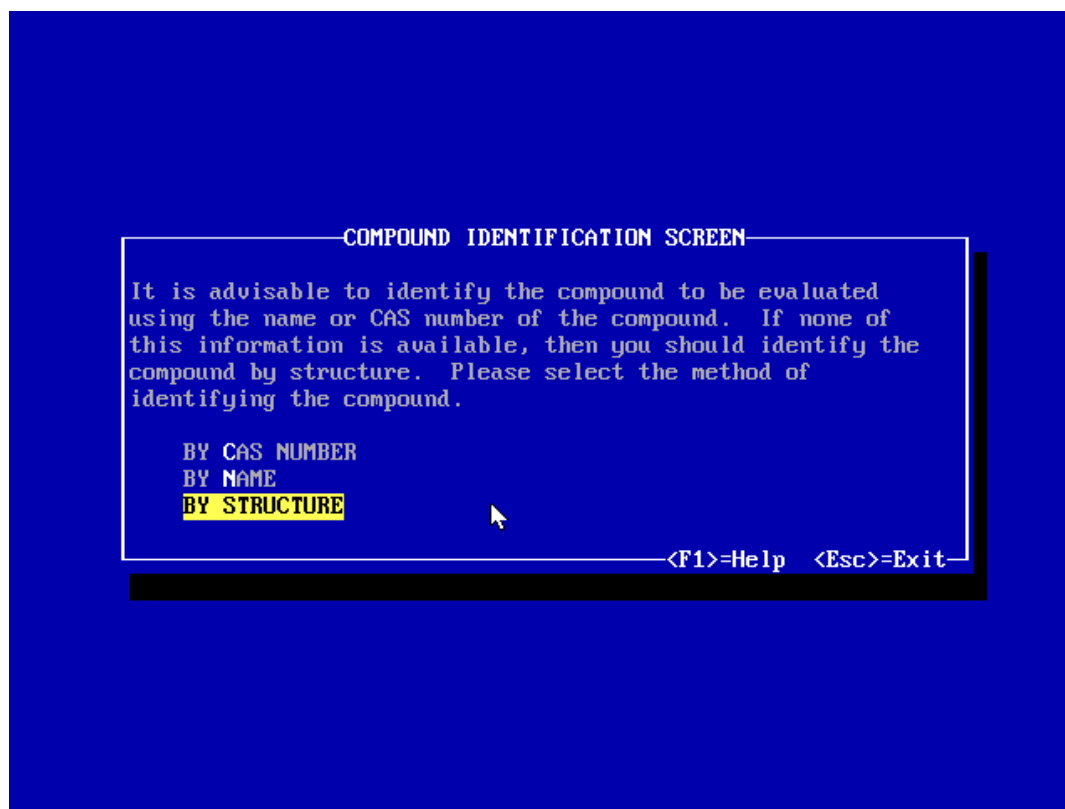 COMPOUND IDENTIFICATION SCREEN
It is advisable to identify the compound to be evaluated
using the name or CAS number of the compound.  If none of
this information is available, then you should identify the
compound by structure.  Please select the method of
identifying the compound.
BY CAS NUMBER
BY NAME
BY STRUCTURE
<F1>=Help  <Esc>=Exit